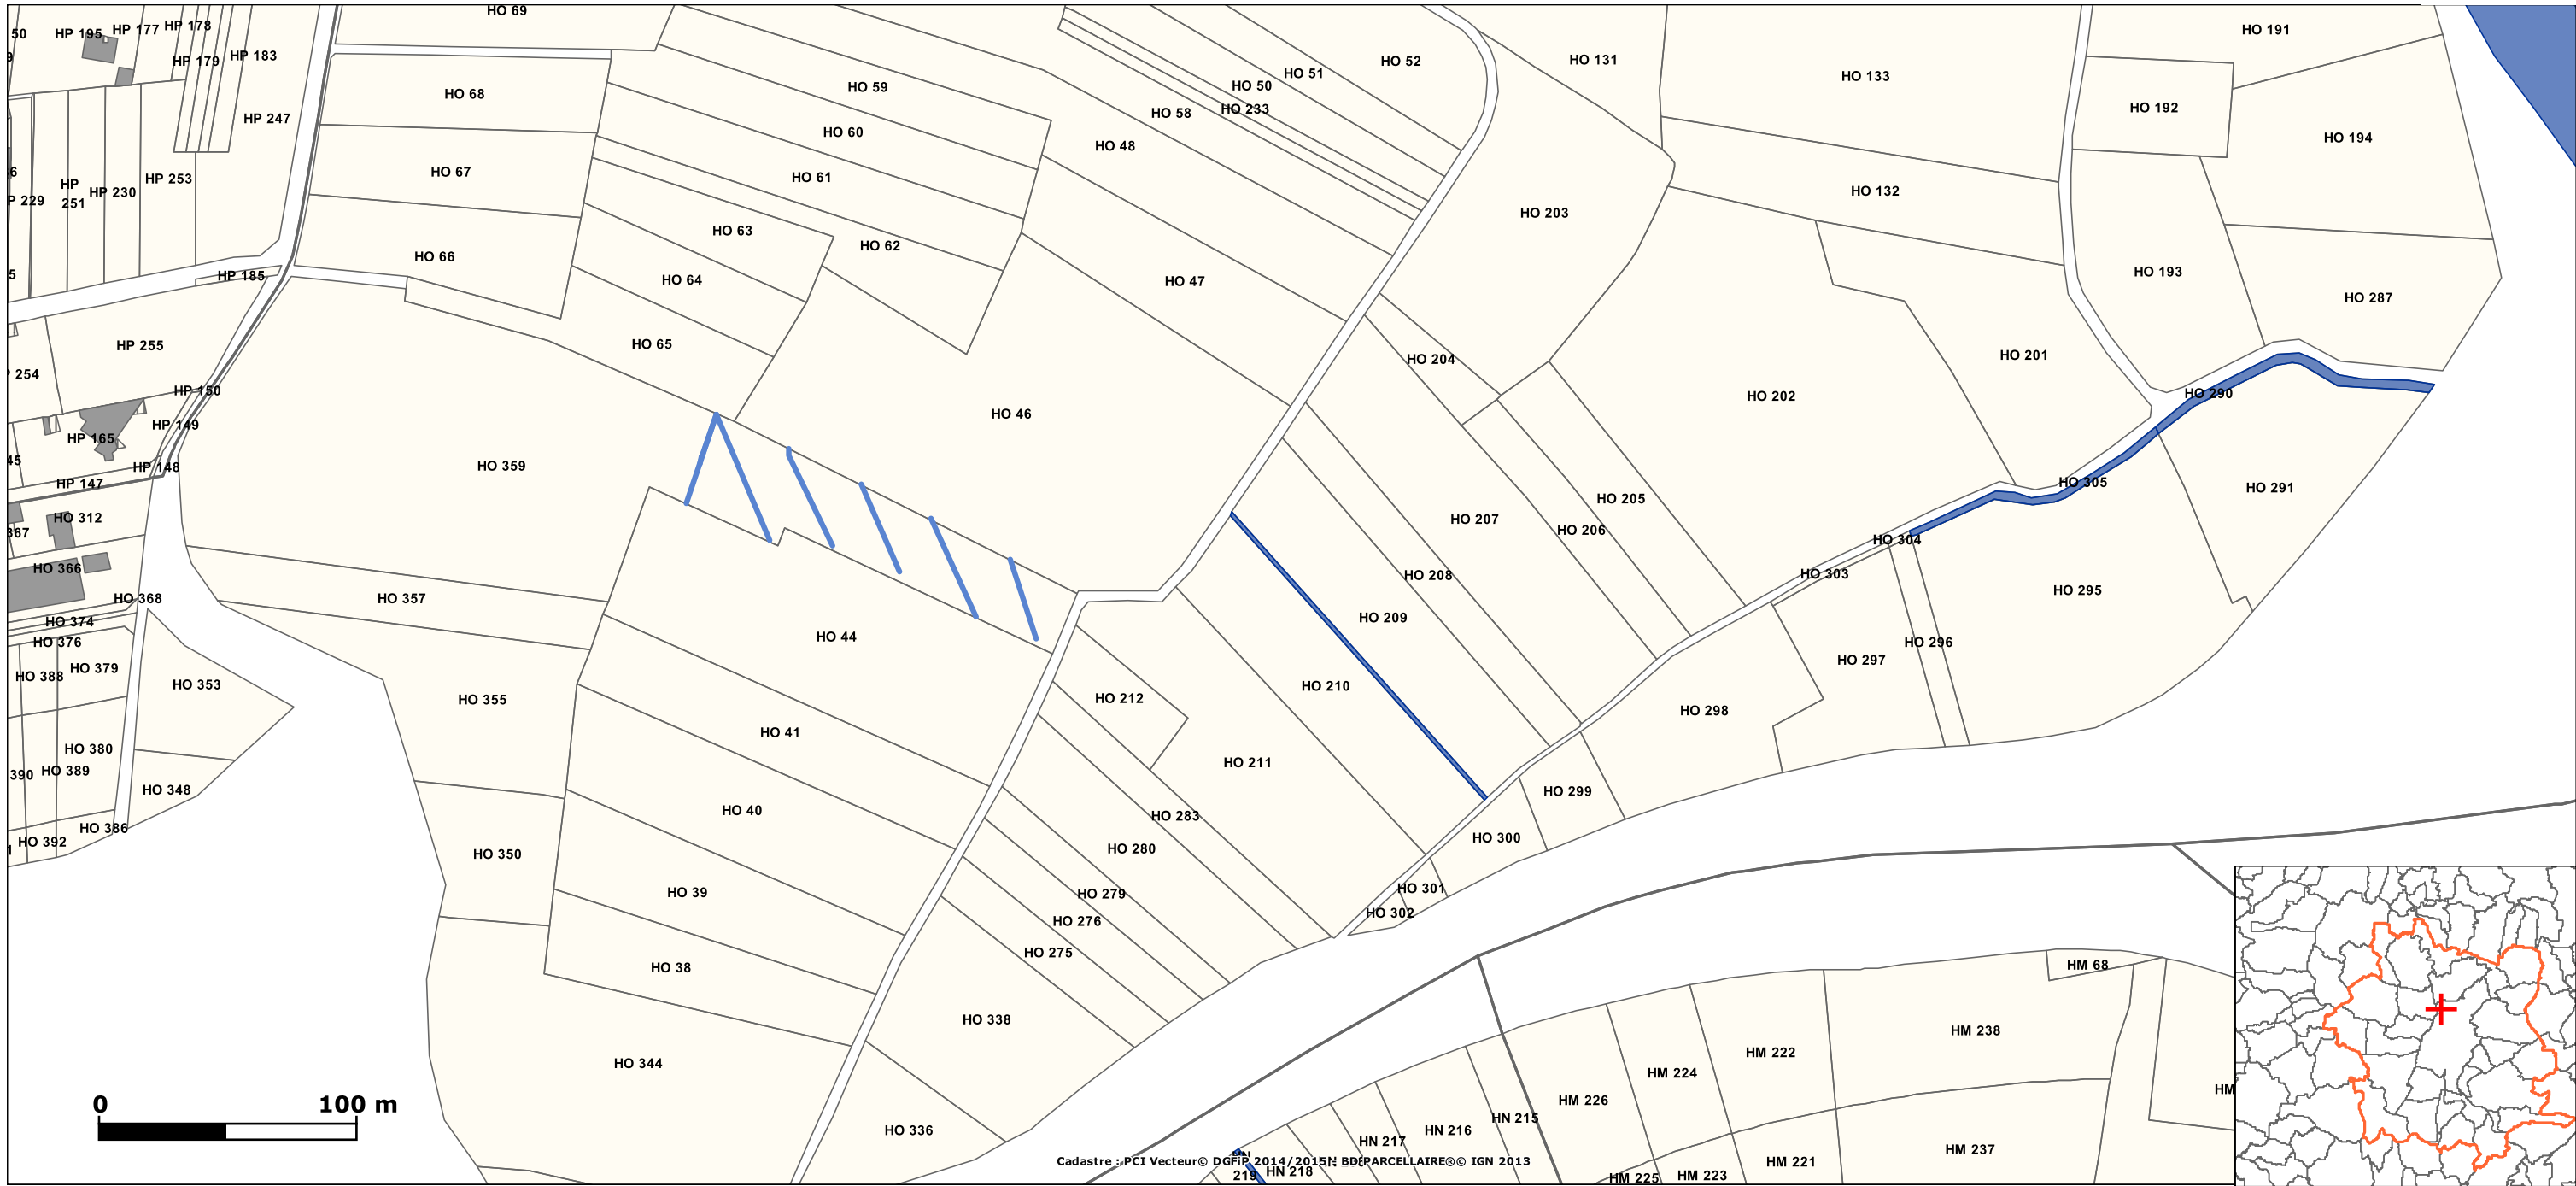 HO 69
50
HP 195
HP 177
HP 178
HP 179
HP 183
HP 247
HO 68
HO 59
HO 60
HO 61
HO 48
HO 58
HO 233
HO 50
HO 51
HO 52
HO 131
HO 133
HO 191
HO 192
HO 194
HO 132
HO 203
HO 67
HP 253
HP 230
HP
251
P 229
6
5
HO 66
HO 63
HO 62
HO 64
HO 47
HO 193
HO 287
HP 185
HP 255
254
HO 65
HO 204
HO 201
HO 202
HO 290
HP 150
HP 149
HP 165
45
HP 148
HP 147
HO 46
HO 359
HO 312
367
HO 366
HO 368
HO 374
HO 376
HO 379
HO 388
HO 353
HO 357
HO 44
HO 207
HO 205
HO 206
HO 208
HO 209
HO 305
HO 291
HO 304
HO 303
HO 295
HO 296
HO 297
HO 298
HO 355
HO 212
HO 210
HO 41
HO 211
HO 380
390
HO 389
HO 348
HO 386
HO 392
HO 40
HO 283
HO 299
HO 300
HO 350
HO 280
HO 39
HO 279
HO 301
HO 302
HO 276
HO 275
HO 38
HO 338
HO 344
HO 336
HM 68
HM 238
HM 222
HM 224
HM 226
HN 215
HN 216
HN 217
HN 218
219
HM
HM 221
HM 237
HM 223
HM 225
0 100 m
Cadastre : PCI Vecteur© DGFiP 2014/2015 BD PARCELLAIRE®© IGN 2013